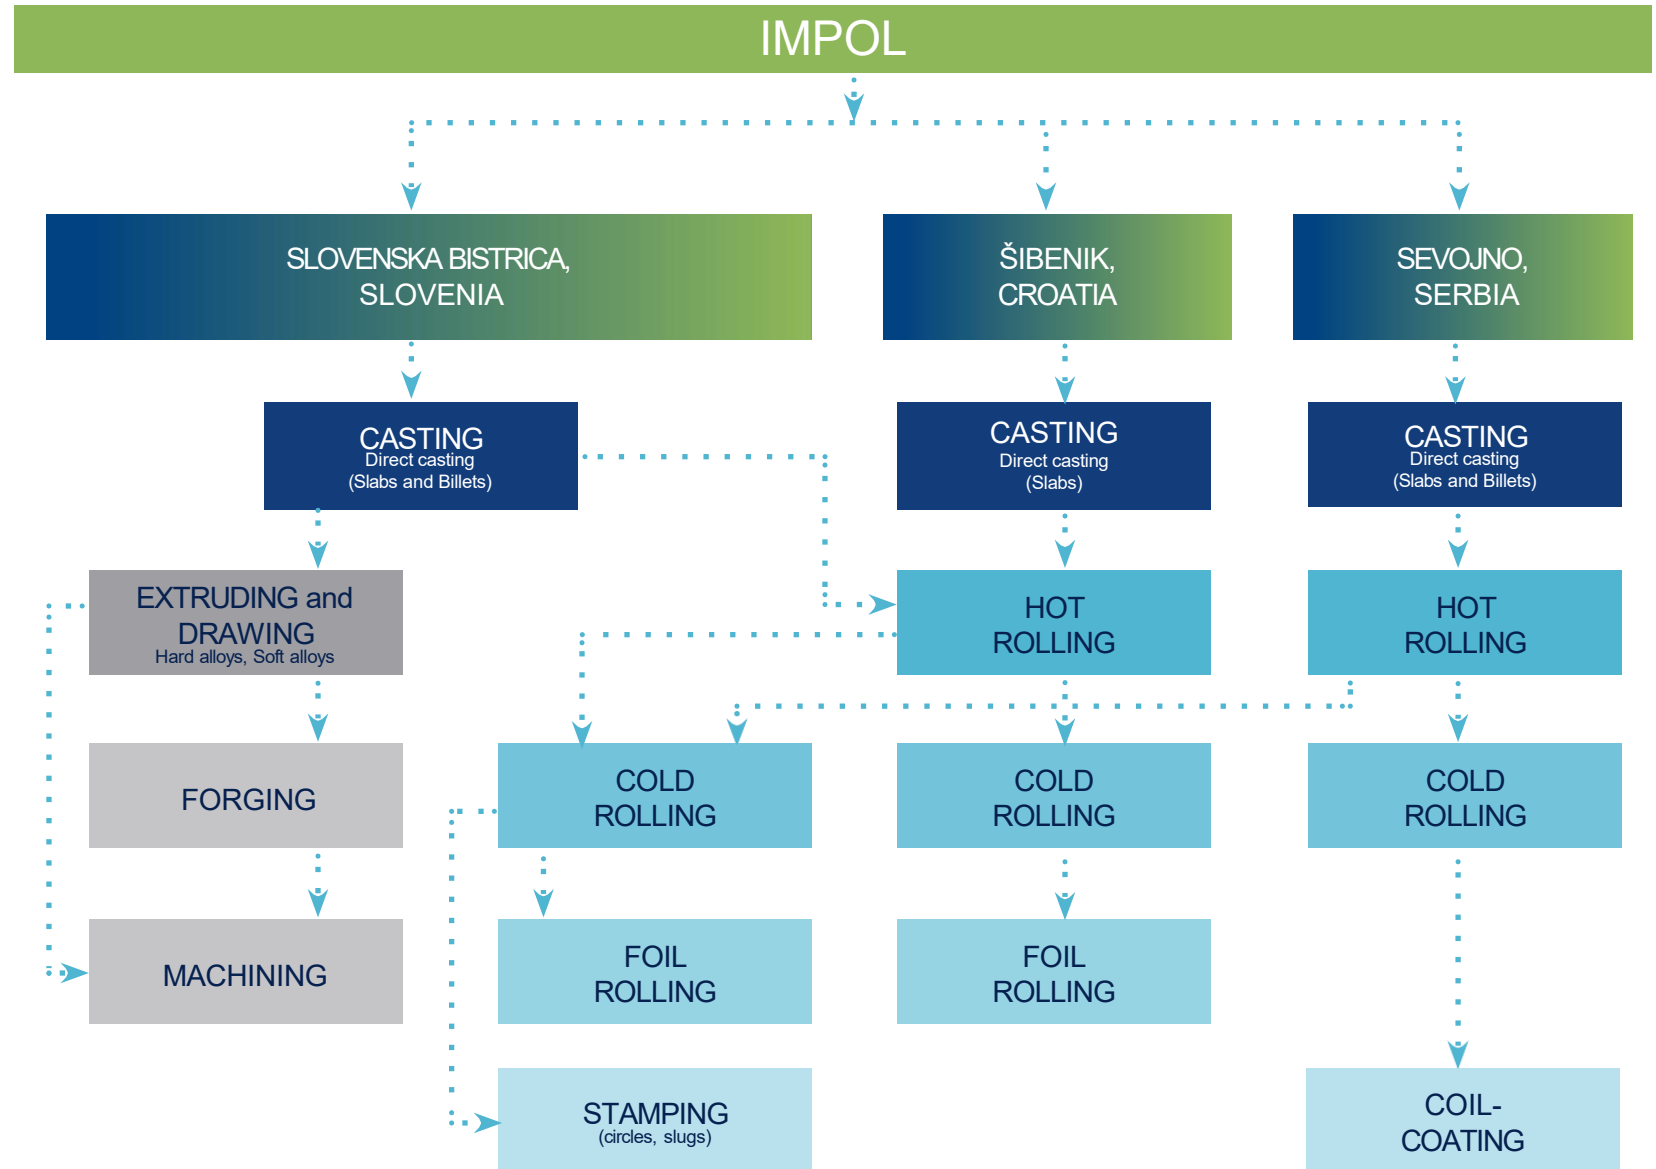 IMPOL
SLOVENSKA BISTRICA,
SLOVENIA
ŠIBENIK,
CROATIA
SEVOJNO,
SERBIA
CASTING
Direct casting
(Slabs and Billets)
CASTING
Direct casting
(Slabs)
CASTING
Direct casting
(Slabs and Billets)
EXTRUDING and
DRAWING
Hard alloys, Soft alloys
HOT
ROLLING
HOT
ROLLING
FORGING
COLD
ROLLING
COLD
ROLLING
COLD
ROLLING
MACHINING
FOIL
ROLLING
FOIL
ROLLING
STAMPING
(circles, slugs)
COIL-
COATING